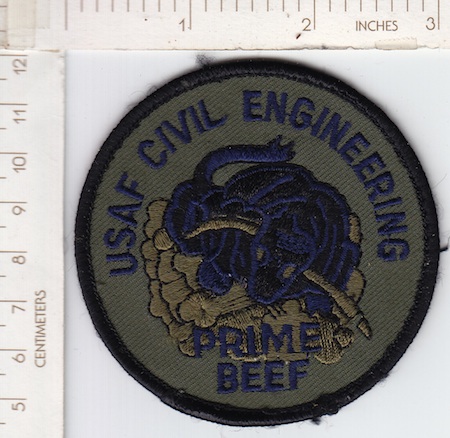 1 2 INCHES 3
12
11
10
9
8
7
6
5
CENTIMETERS
USAF CIVIL ENGINEERING
PRIME
BEEF